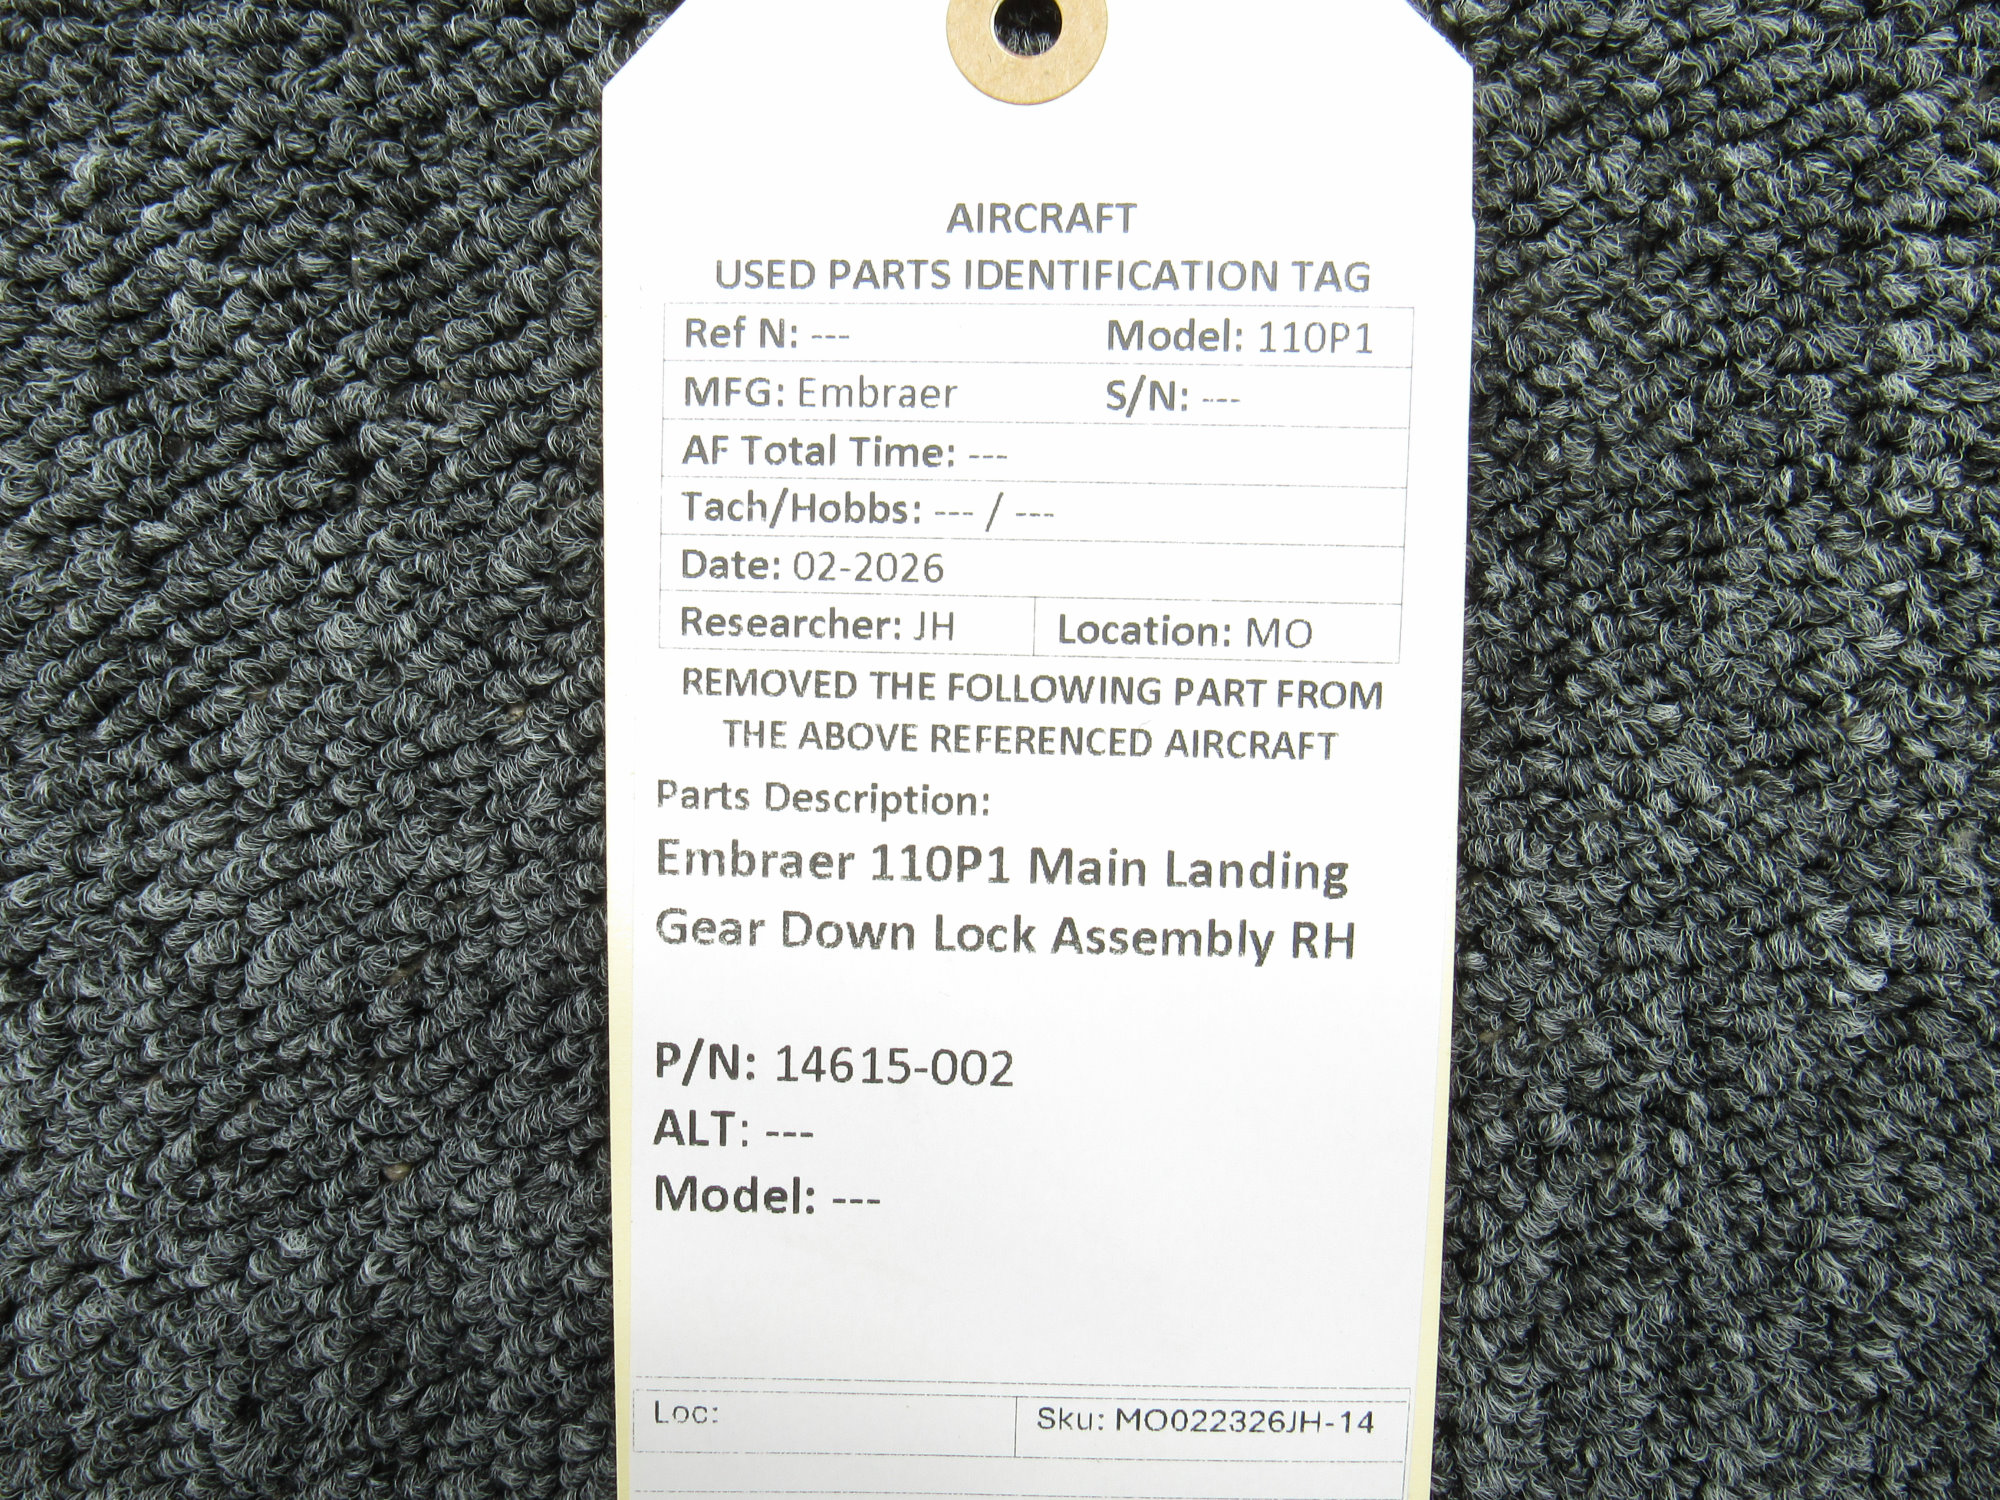 AIRCRAFT
USED PARTS IDENTIFICATION TAG
Ref N: --- Model: 110P1
MFG: Embraer S/N: ---
AF Total Time: ---
Tach/Hobbs: --- / ---
Date: 02-2026
Researcher: JH Location: MO
REMOVED THE FOLLOWING PART FROM
THE ABOVE REFERENCED AIRCRAFT
Parts Description:
Embraer 110P1 Main Landing
Gear Down Lock Assembly RH
P/N: 14615-002
ALT: ---
Model: ---
Loc: Sku: MO022326JH-14